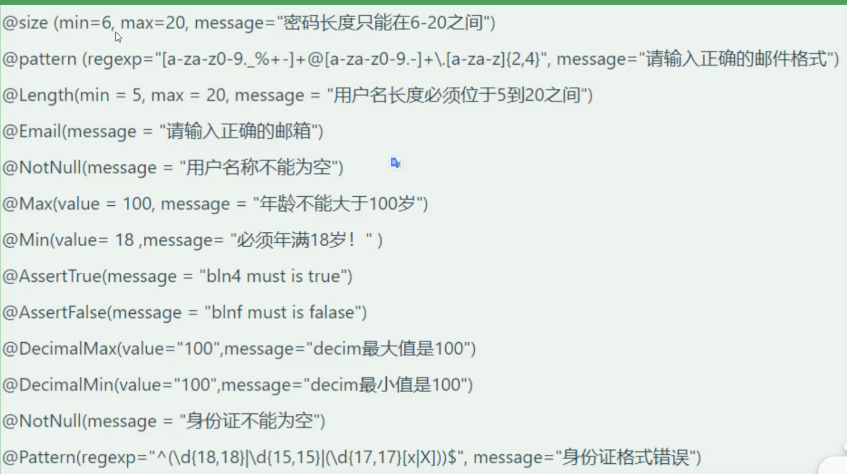 @size (min=6, max=20, message="密码长度只能在6-20之间")
@pattern (regexp="[a-za-z0-9._%+-]+@[a-za-z0-9.-]+\.[a-za-z]{2,4}", message="请输入正确的邮件格式")
@Length(min = 5, max = 20, message = "用户名长度必须位于5到20之间")
@Email(message = "请输入正确的邮箱")
@NotNull(message = "用户名称不能为空")
@Max(value = 100, message = "年龄不能大于100岁")
@Min(value= 18 ,message= "必须年满18岁！" )
@AssertTrue(message = "bln4 must is true")
@AssertFalse(message = "blnf must is falase")
@DecimalMax(value="100",message="decim最大值是100")
@DecimalMin(value="100",message="decim最小值是100")
@NotNull(message = "身份证不能为空")
@Pattern(regexp="^(\d{18,18}|\d{15,15}|(\d{17,17}[x|X]))$", message="身份证格式错误")